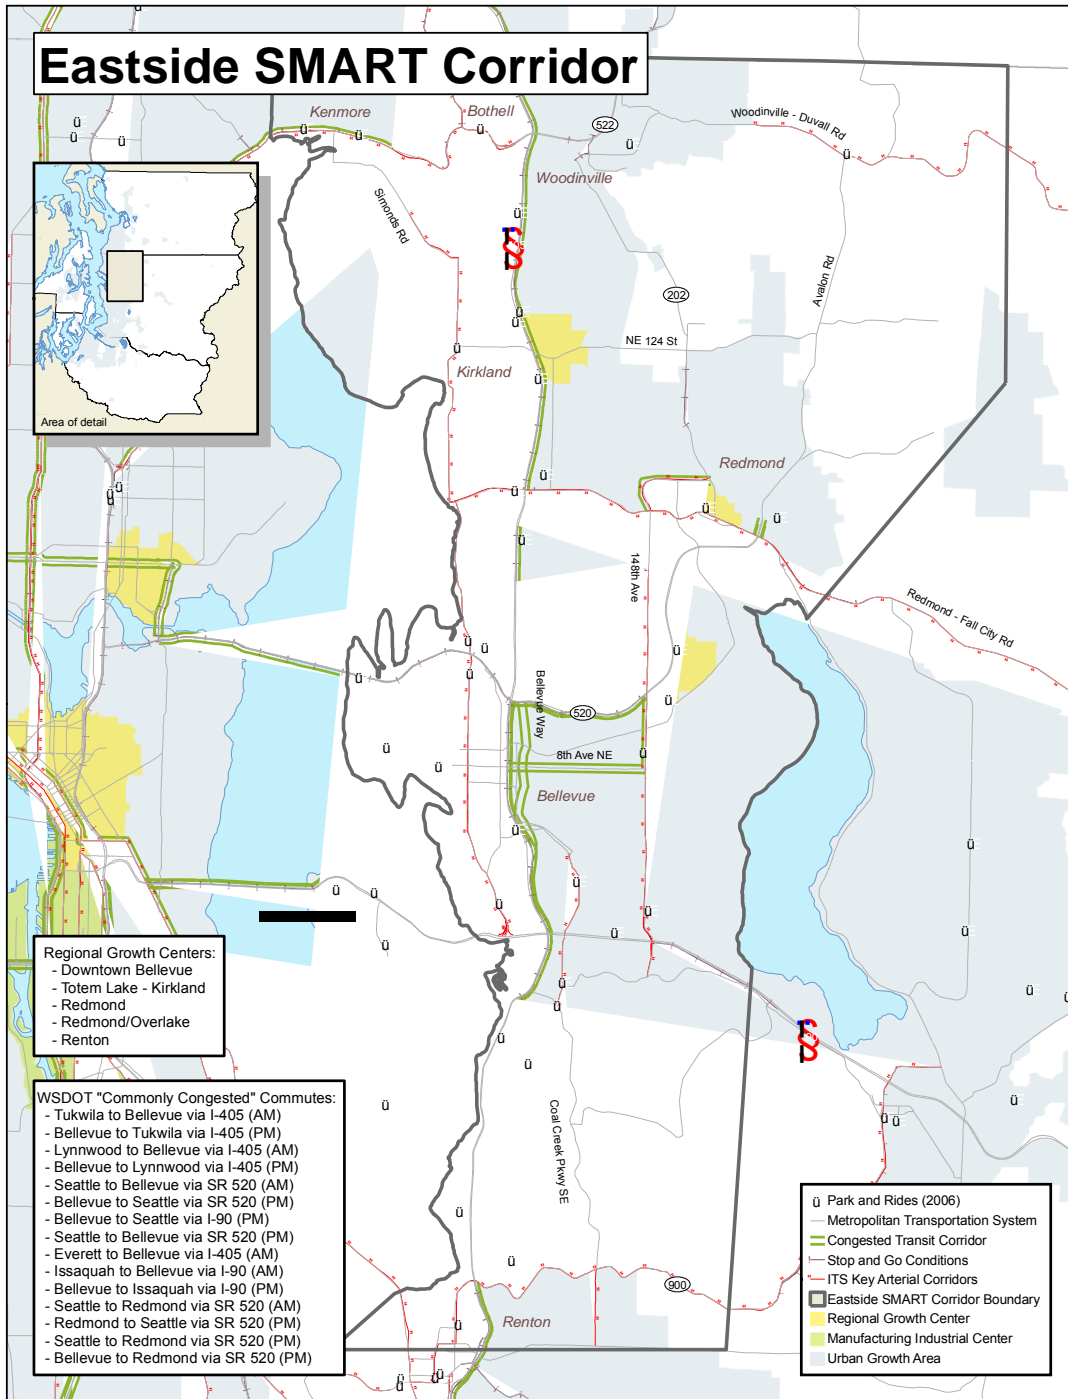 Eastside SMART Corridor
Kenmore
Bothell
522
Woodinville - Duvall Rd
Woodinville
Simonds Rd
202
Avalon Rd
NE 124 St
Kirkland
Area of detail
Redmond
148th Ave
Redmond - Fall City Rd
Bellevue Way
520
8th Ave NE
Bellevue
Regional Growth Centers:
- Downtown Bellevue
- Totem Lake - Kirkland
- Redmond
- Redmond/Overlake
- Renton
WSDOT "Commonly Congested" Commutes:
- Tukwila to Bellevue via I-405 (AM)
- Bellevue to Tukwila via I-405 (PM)
- Lynnwood to Bellevue via I-405 (AM)
- Bellevue to Lynnwood via I-405 (PM)
- Seattle to Bellevue via SR 520 (AM)
- Bellevue to Seattle via SR 520 (PM)
- Bellevue to Seattle via I-90 (PM)
- Seattle to Bellevue via SR 520 (PM)
- Everett to Bellevue via I-405 (AM)
- Issaquah to Bellevue via I-90 (AM)
- Bellevue to Issaquah via I-90 (PM)
- Seattle to Redmond via SR 520 (AM)
- Redmond to Seattle via SR 520 (PM)
- Seattle to Redmond via SR 520 (PM)
- Bellevue to Redmond via SR 520 (PM)
Coal Creek Pkwy SE
900
Renton
ü Park and Rides (2006)
Metropolitan Transportation System
Congested Transit Corridor
Stop and Go Conditions
ITS Key Arterial Corridors
Eastside SMART Corridor Boundary
Regional Growth Center
Manufacturing Industrial Center
Urban Growth Area